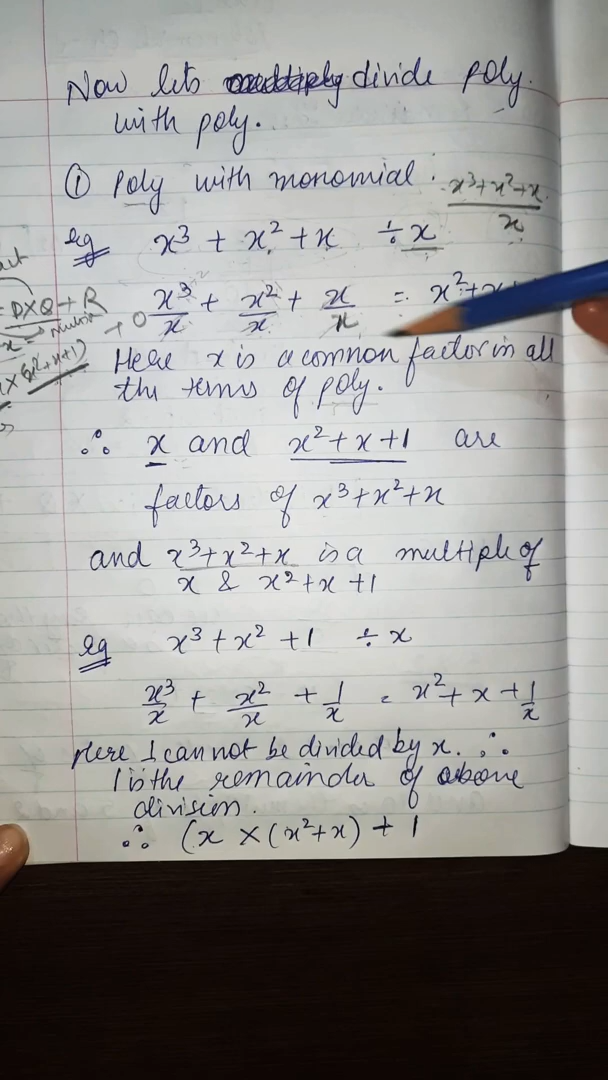 Now lets divide poly.
with poly.
① Poly with monomial. (x³+x²+x)/x
eg x³ + x² + x ÷ x
x³/x + x²/x + x/x = x²+x
= D×Q + R
+ 0
Here x is a common factor in all
the terms of poly.
∴ x and x² + x + 1 are
factors of x³+x²+x
and x³+x²+x is a multiple of
x & x²+x+1
eg x³ + x² + 1 ÷ x
x³/x + x²/x + 1/x = x² + x + 1/x
Here 1 can not be divided by x. ∴
1 is the remainder of above
division.
∴ (x × (x²+x) + 1